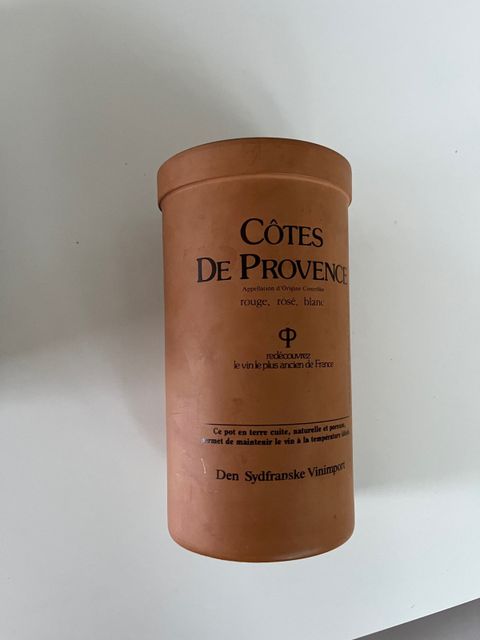 CÔTES
DE PROVENCE
Appellation d'Origine Contrôlée
rouge, rosé, blanc
redécouvrez
le vin le plus ancien de France
Ce pot en terre cuite, naturelle et poreuse,
permet de maintenir le vin à la temperature
Den Sydfranske Vinimport